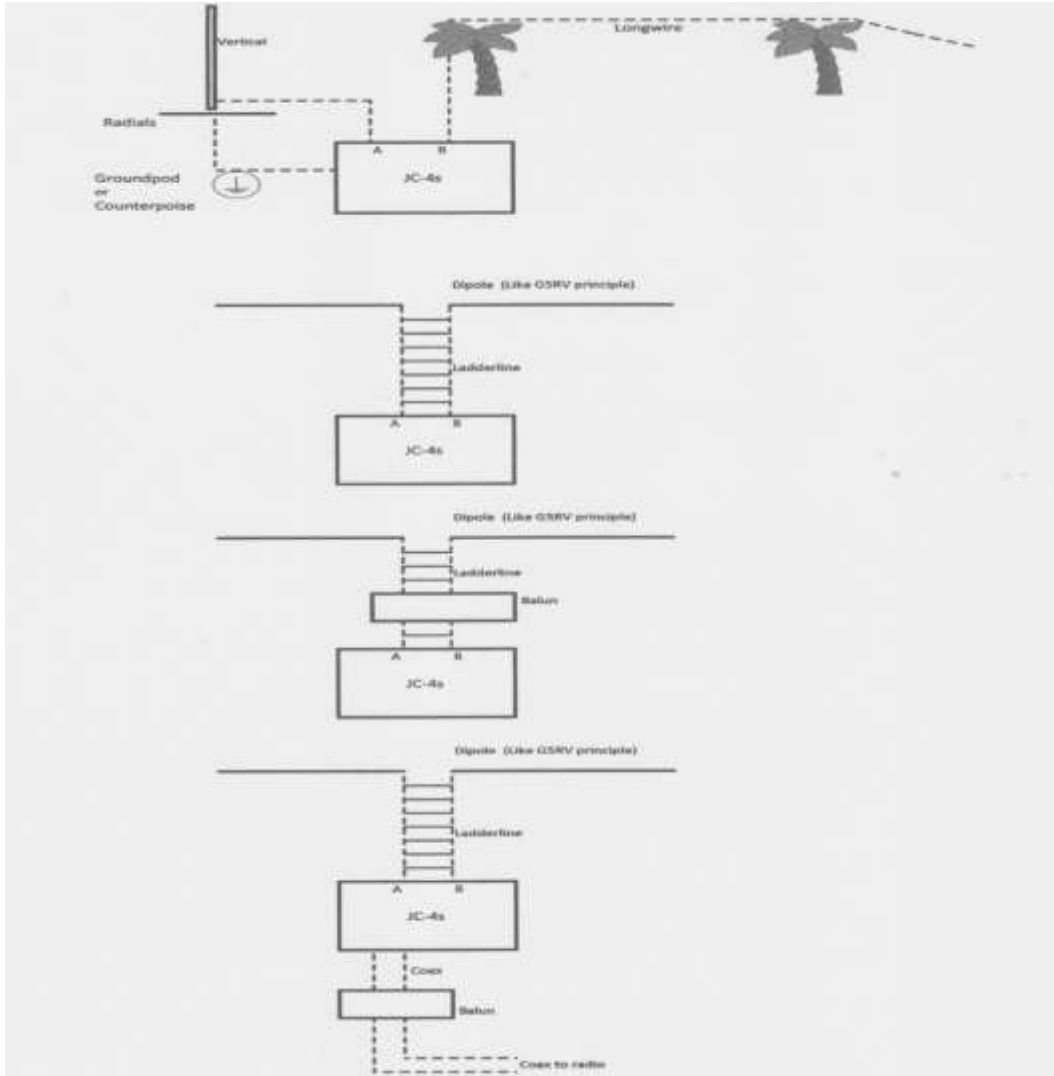 Vertical
Longwire
Radials
A B
JC-4s
Groundpod
or
Counterpoise
Dipole (Like G5RV principle)
Ladderline
A B
JC-4s
Dipole (Like G5RV principle)
Ladderline
Balun
A B
JC-4s
Dipole (Like G5RV principle)
Ladderline
A B
JC-4s
Coax
Balun
Coax to radio